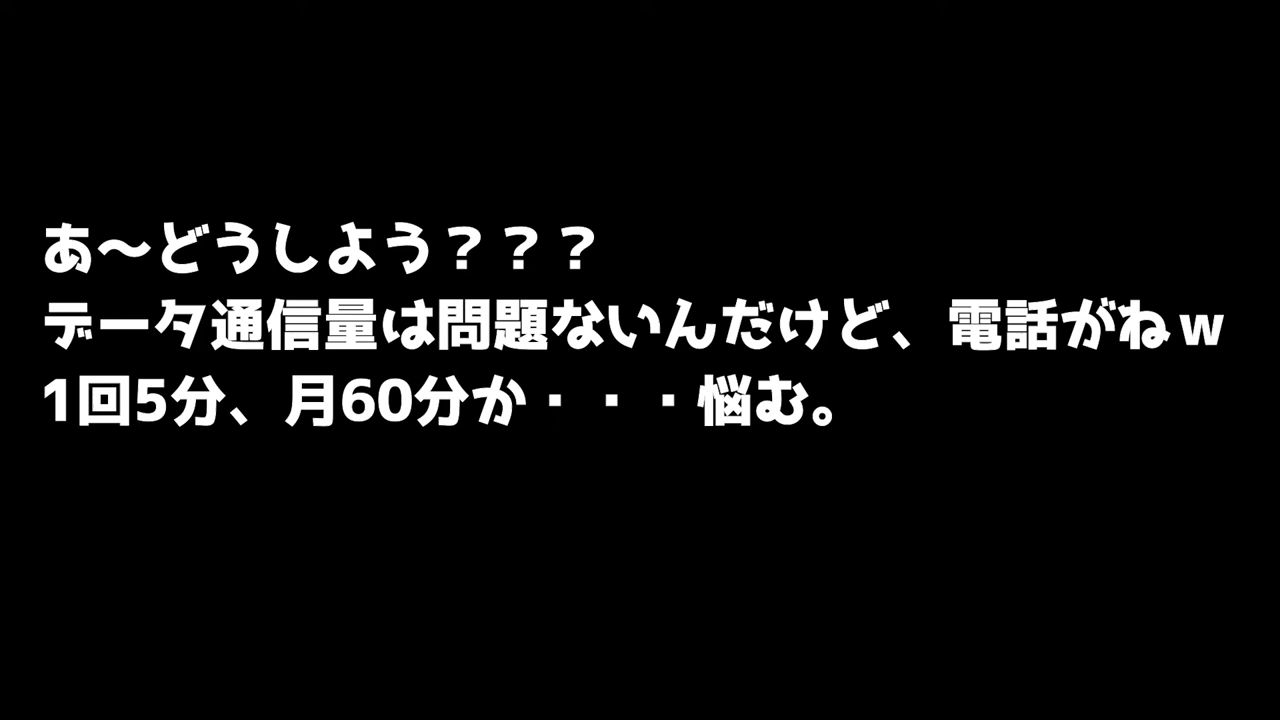 あ～どうしよう？？？
データ通信量は問題ないんだけど、電話がねｗ
1回5分、月60分か・・・悩む。